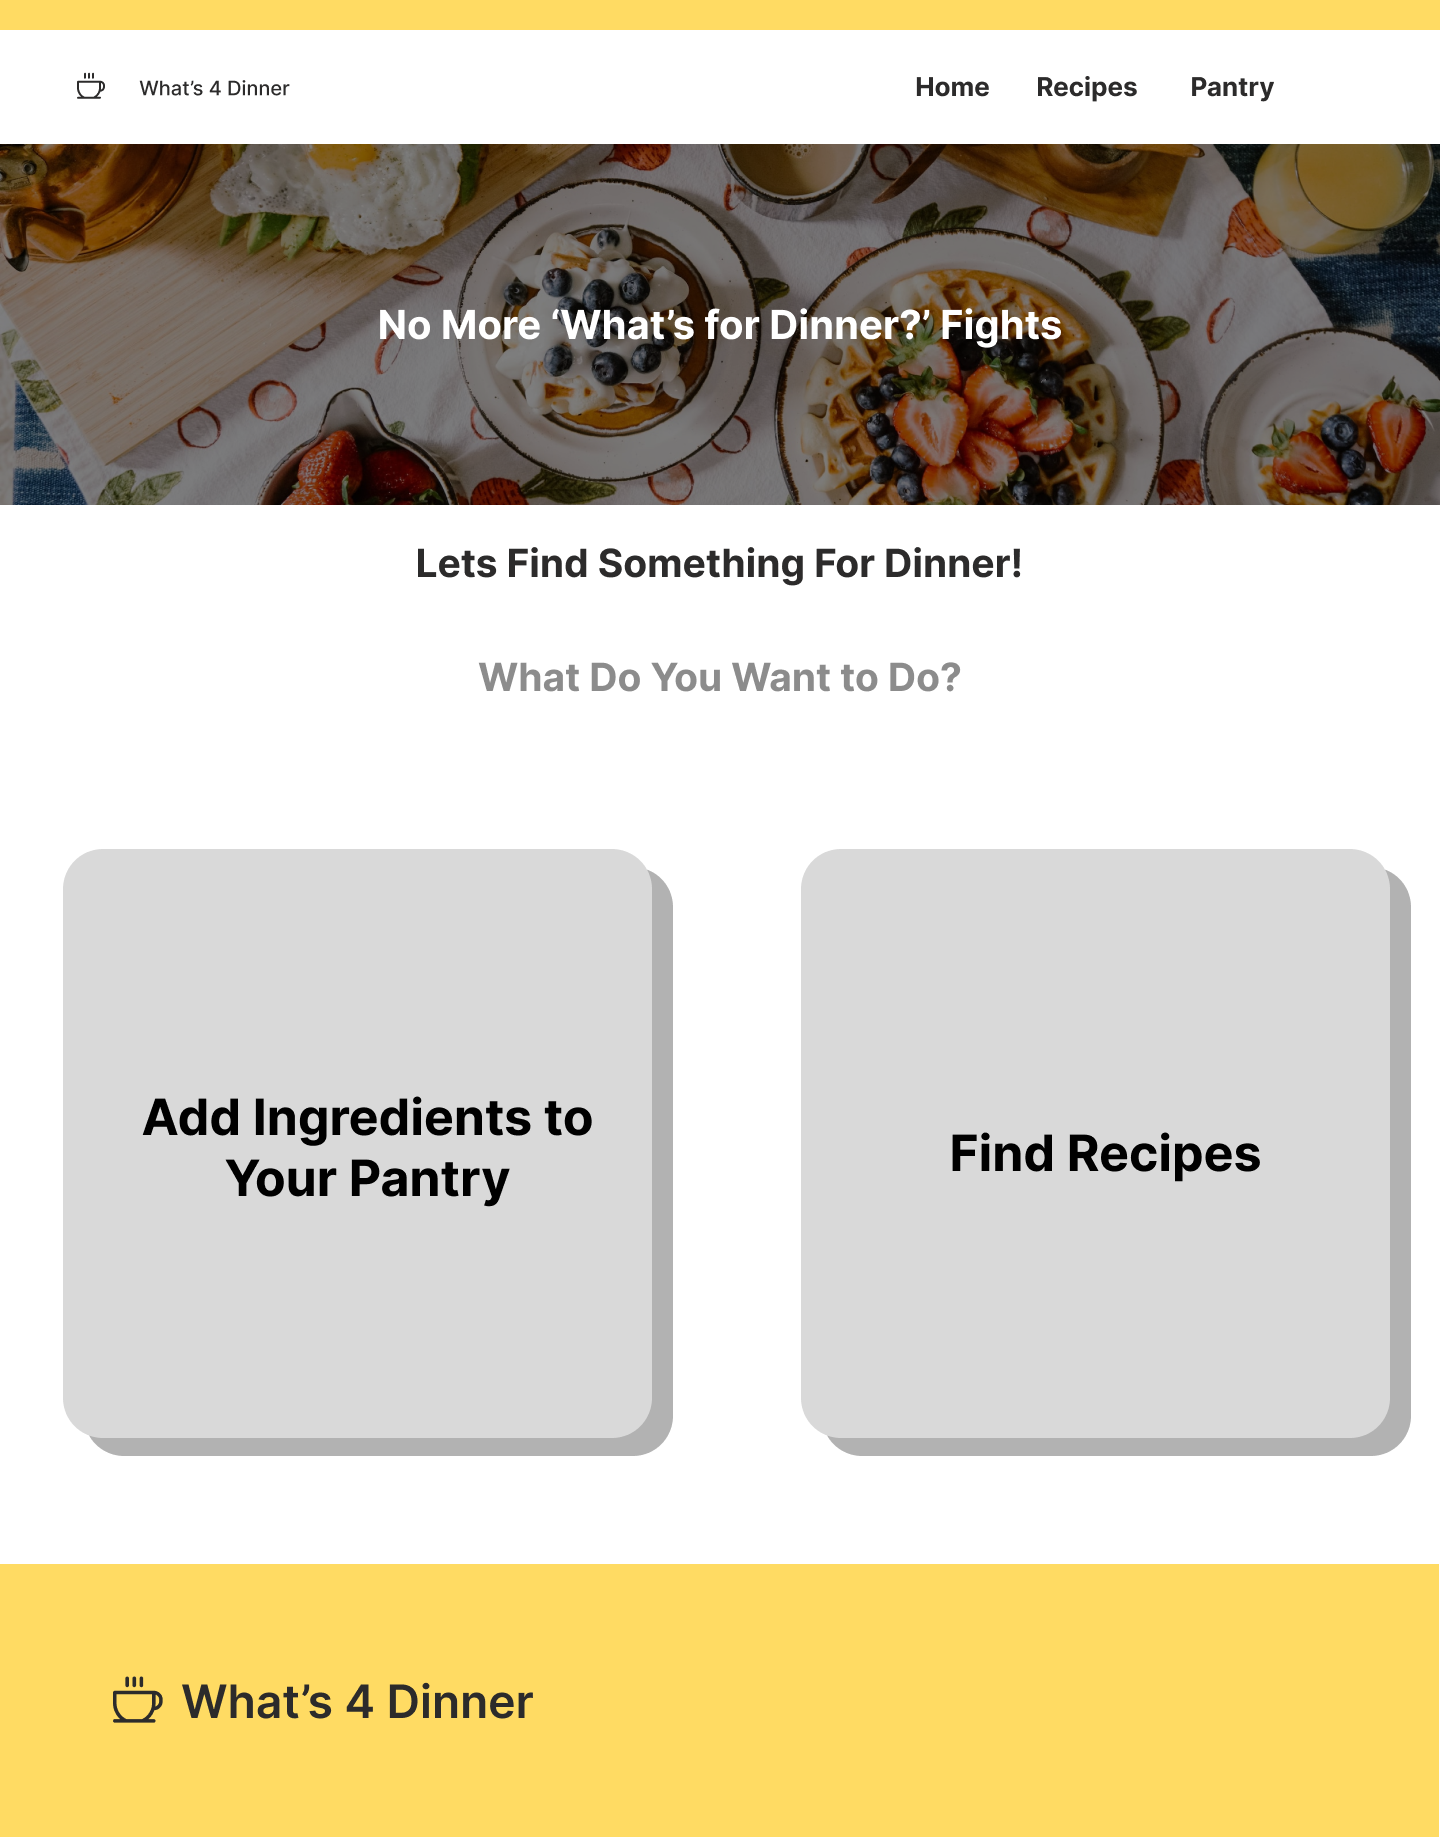 What’s 4 Dinner
Home Recipes Pantry
No More ‘What’s for Dinner?’ Fights
Lets Find Something For Dinner!
What Do You Want to Do?
Add Ingredients to
Your Pantry
Find Recipes
What’s 4 Dinner